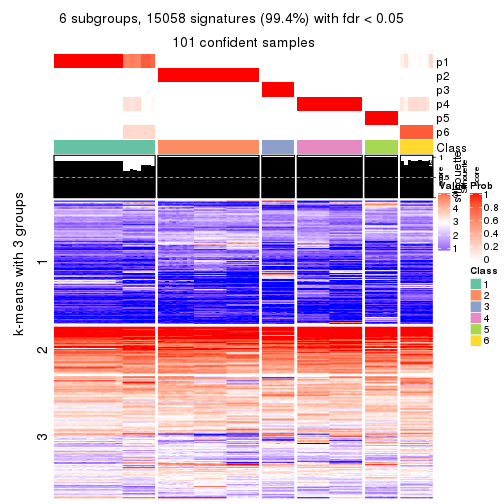 6 subgroups, 15058 signatures (99.4%) with fdr < 0.05
101 confident samples
p1
p2
p3
p4
p5
p6
Class
1
Silhouette
score
Value
4
3
2
1
Prob
1
0.8
0.6
0.4
0.2
0
Class
1
2
3
4
5
6
k-means with 3 groups
1
2
3